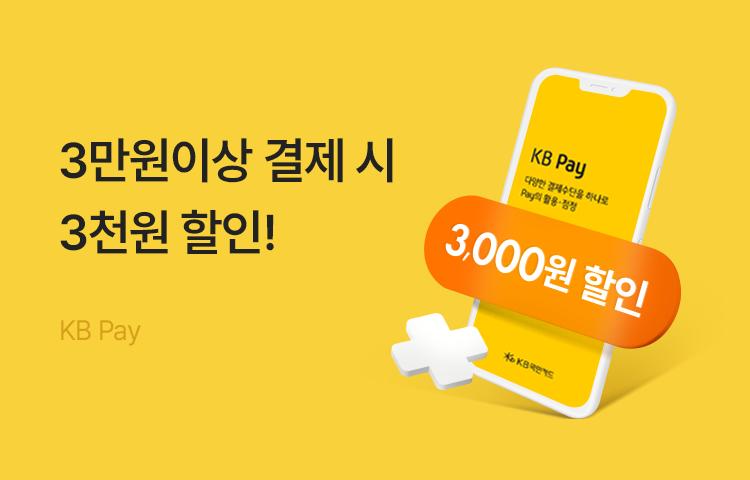 3만원이상 결제 시
3천원 할인!
KB Pay
KB Pay
다양한 결제수단을 하나로
Pay의 활용·점정
3,000원 할인
KB국민카드